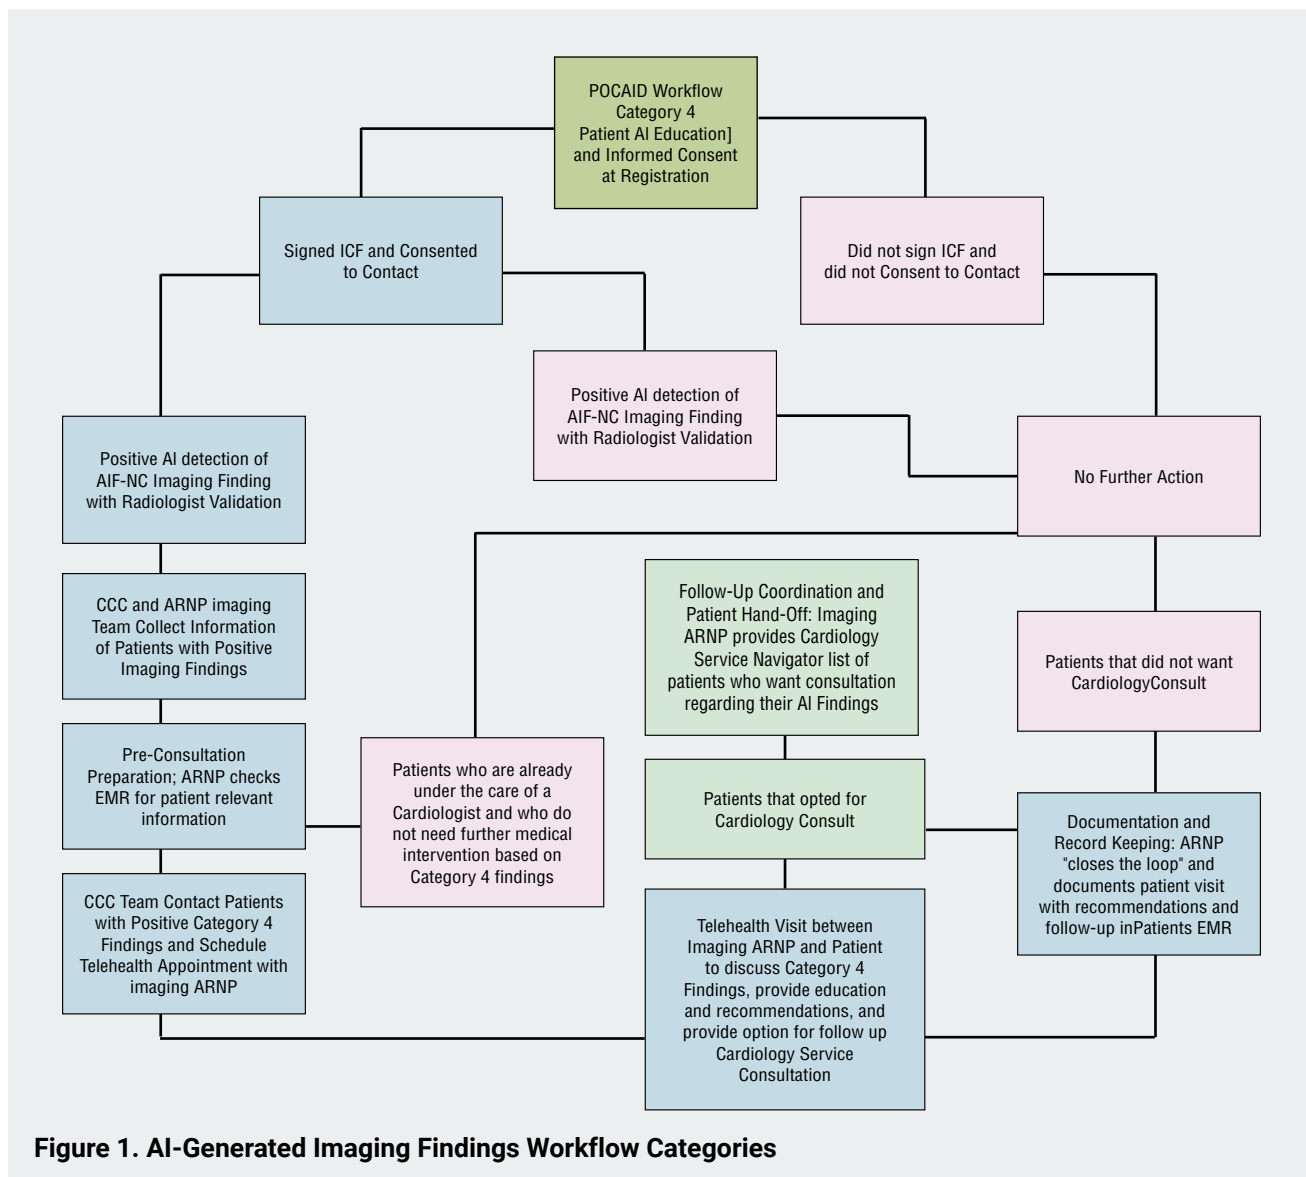 POCAID Workflow
Category 4
Patient AI Education]
and Informed Consent
at Registration
Signed ICF and Consented
to Contact
Did not sign ICF and
did not Consent to Contact
Positive AI detection of
AIF-NC Imaging Finding
with Radiologist Validation
Positive AI detection of
AIF-NC Imaging Finding
with Radiologist Validation
No Further Action
CCC and ARNP imaging
Team Collect Information
of Patients with Positive
Imaging Findings
Follow-Up Coordination and
Patient Hand-Off: Imaging
ARNP provides Cardiology
Service Navigator list of
patients who want consultation
regarding their AI Findings
Patients that did not want
CardiologyConsult
Pre-Consultation
Preparation; ARNP checks
EMR for patient relevant
information
Patients who are already
under the care of a
Cardiologist and who do
not need further medical
intervention based on
Category 4 findings
Patients that opted for
Cardiology Consult
Documentation and
Record Keeping: ARNP
"closes the loop" and
documents patient visit
with recommendations and
follow-up inPatients EMR
CCC Team Contact Patients
with Positive Category 4
Findings and Schedule
Telehealth Appointment with
imaging ARNP
Telehealth Visit between
Imaging ARNP and Patient
to discuss Category 4
Findings, provide education
and recommendations, and
provide option for follow up
Cardiology Service
Consultation
Figure 1. AI-Generated Imaging Findings Workflow Categories